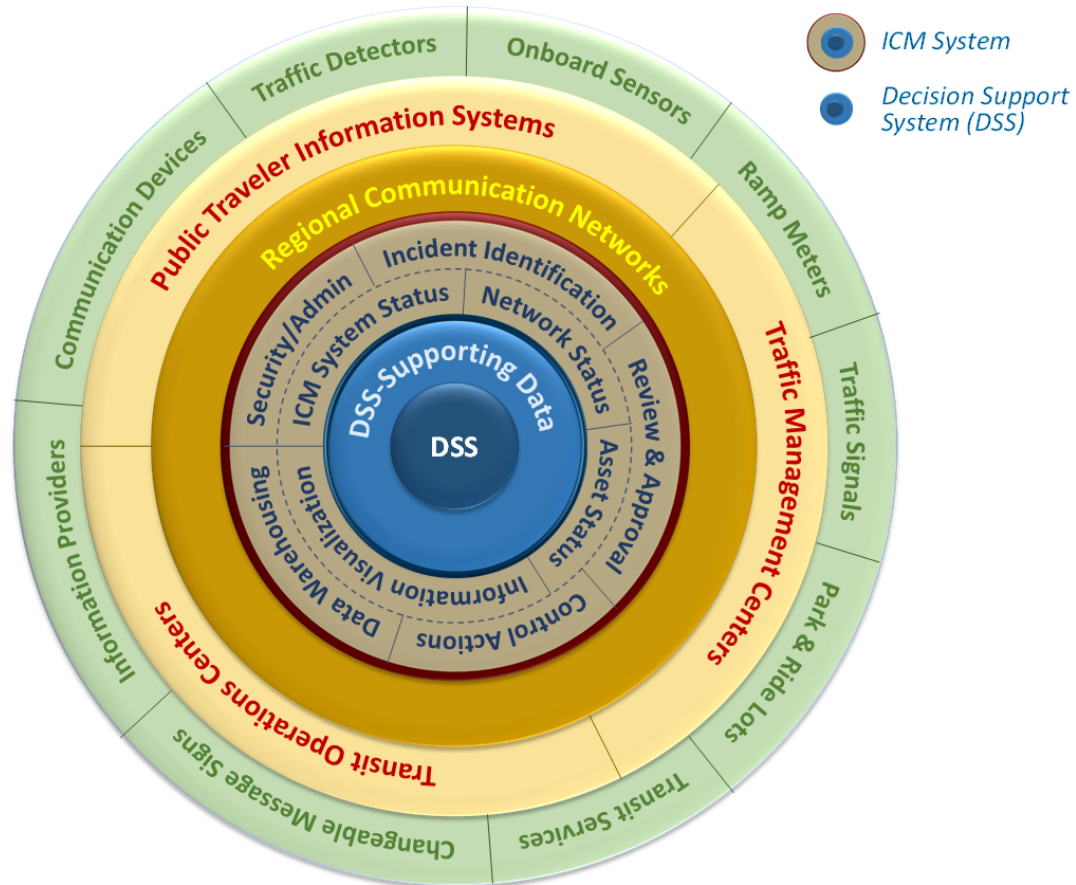 ICM System
Decision Support
System (DSS)
Traffic Detectors
Onboard Sensors
Ramp Meters
Traffic Signals
Park & Ride Lots
Transit Services
Changeable Message Signs
Information Providers
Communication Devices
Public Traveler Information Systems
Traffic Management Centers
Transit Operations Centers
Regional Communication Networks
Security/Admin
Incident Identification
Review & Approval
Control Actions
Data Warehousing
ICM System Status
Network Status
Asset Status
Information Visualization
DSS-Supporting Data
DSS